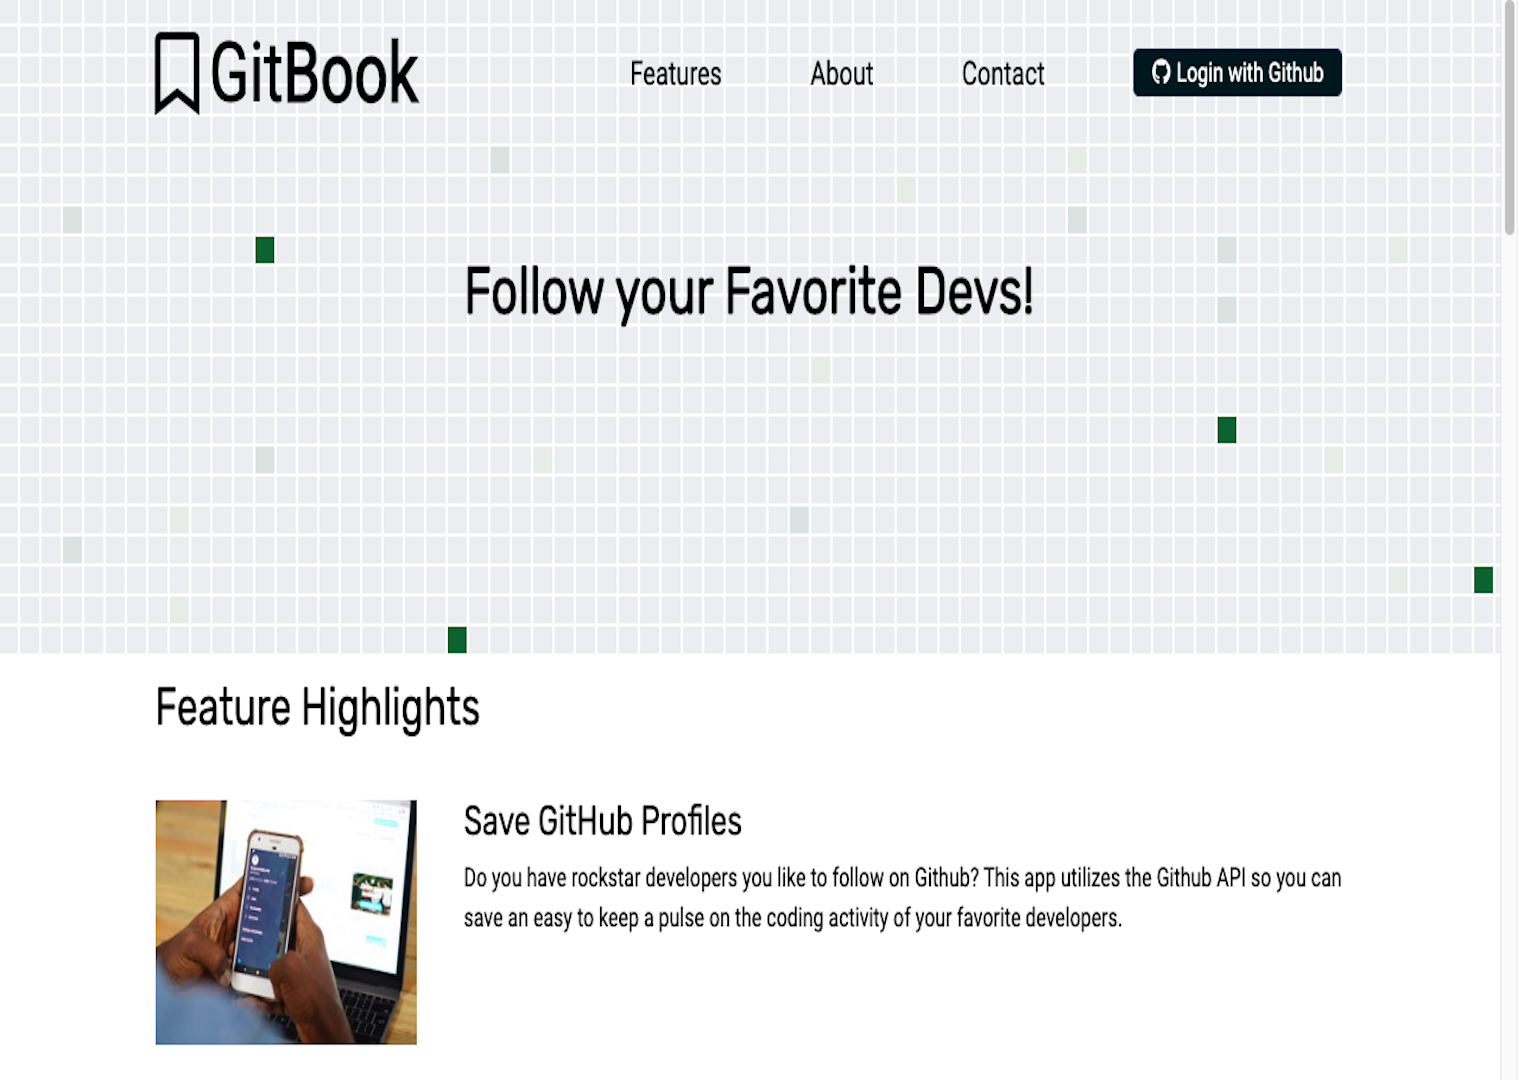 GitBook
Features
About
Contact
Login with Github
Follow your Favorite Devs!
Feature Highlights
Save GitHub Profiles
Do you have rockstar developers you like to follow on Github? This app utilizes the Github API so you can
save an easy to keep a pulse on the coding activity of your favorite developers.